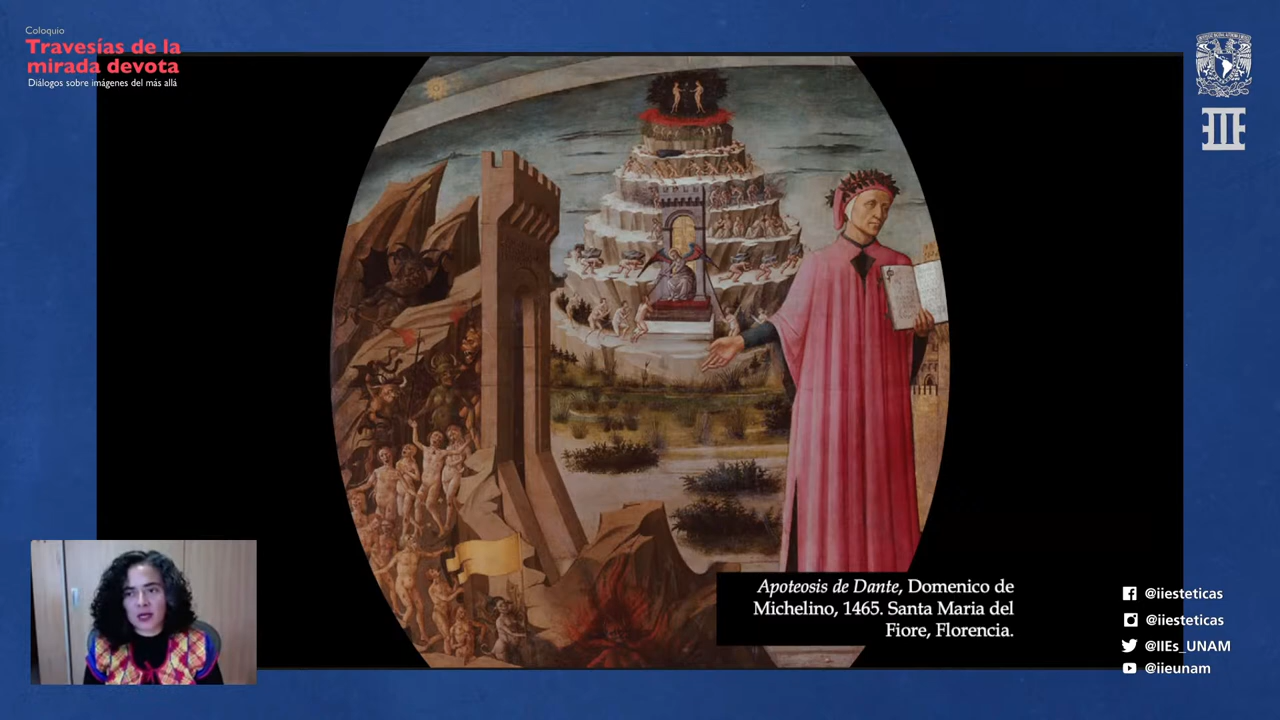 Coloquio
Travesías de la
mirada devota
Diálogos sobre imágenes del más allá
Apoteosis de Dante, Domenico de
Michelino, 1465. Santa Maria del
Fiore, Florencia.
@iiesteticas
@iiesteticas
@IIEs_UNAM
@iieunam